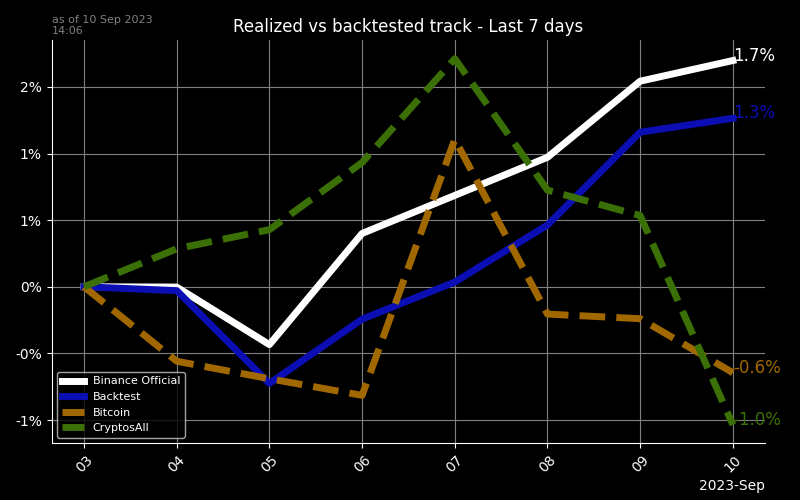 as of 10 Sep 2023
14:06
Realized vs backtested track - Last 7 days
2%
1%
1%
0%
-0%
-1%
1.7%
1.3%
-0.6%
-1.0%
Binance Official
Backtest
Bitcoin
CryptosAll
03 04 05 06 07 08 09 10
2023-Sep